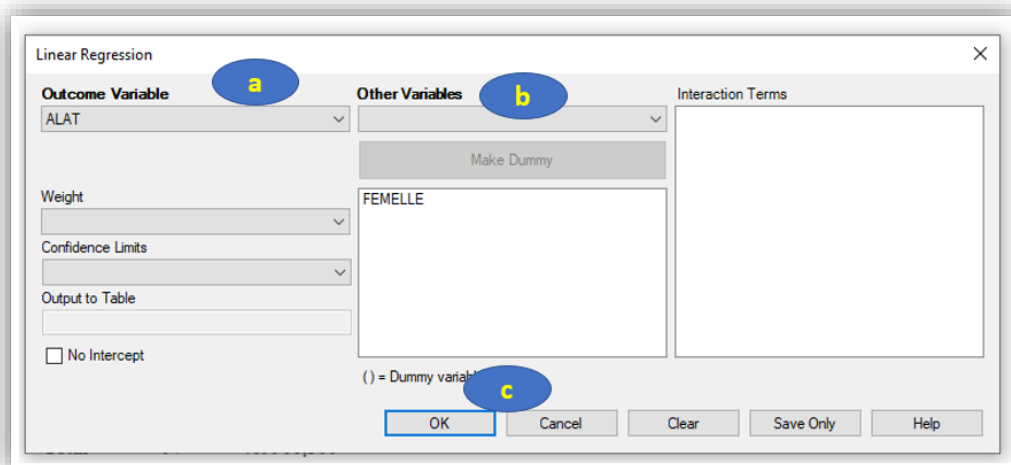 Linear Regression
a
Outcome Variable
ALAT
Weight
Confidence Limits
Output to Table
No Intercept
b
Other Variables
Make Dummy
FEMELLE
( ) = Dummy
c
Interaction Terms
OK
Cancel
Clear
Save Only
Help